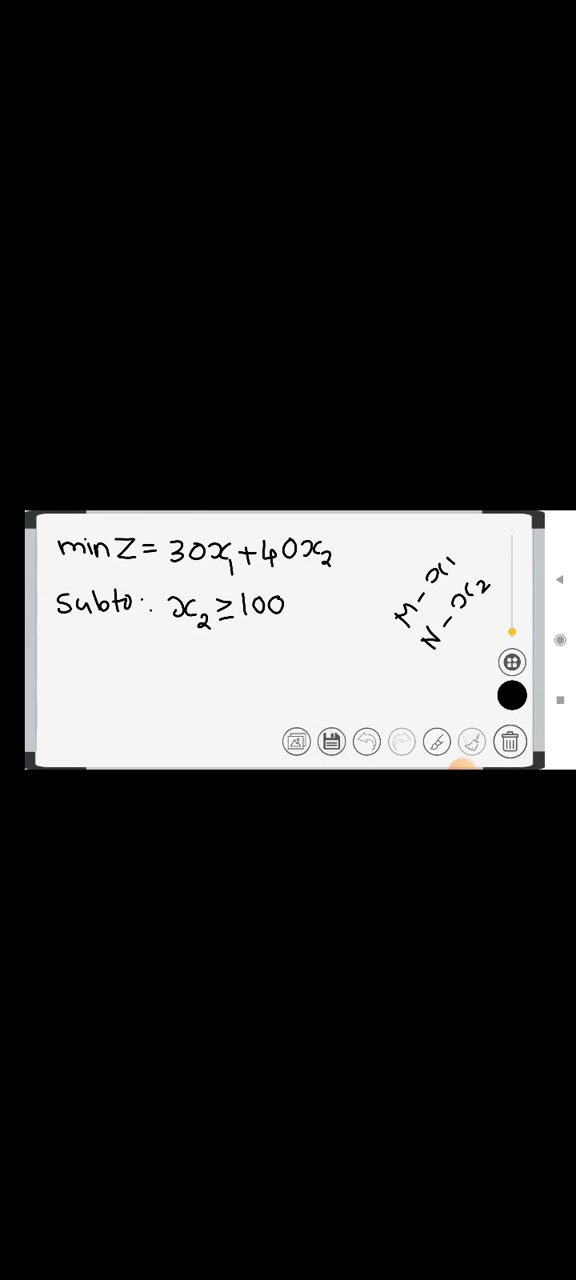 min Z = 30x₁ + 40x₂
Subto:. x₂ ≥ 100
M - x1
N - x2